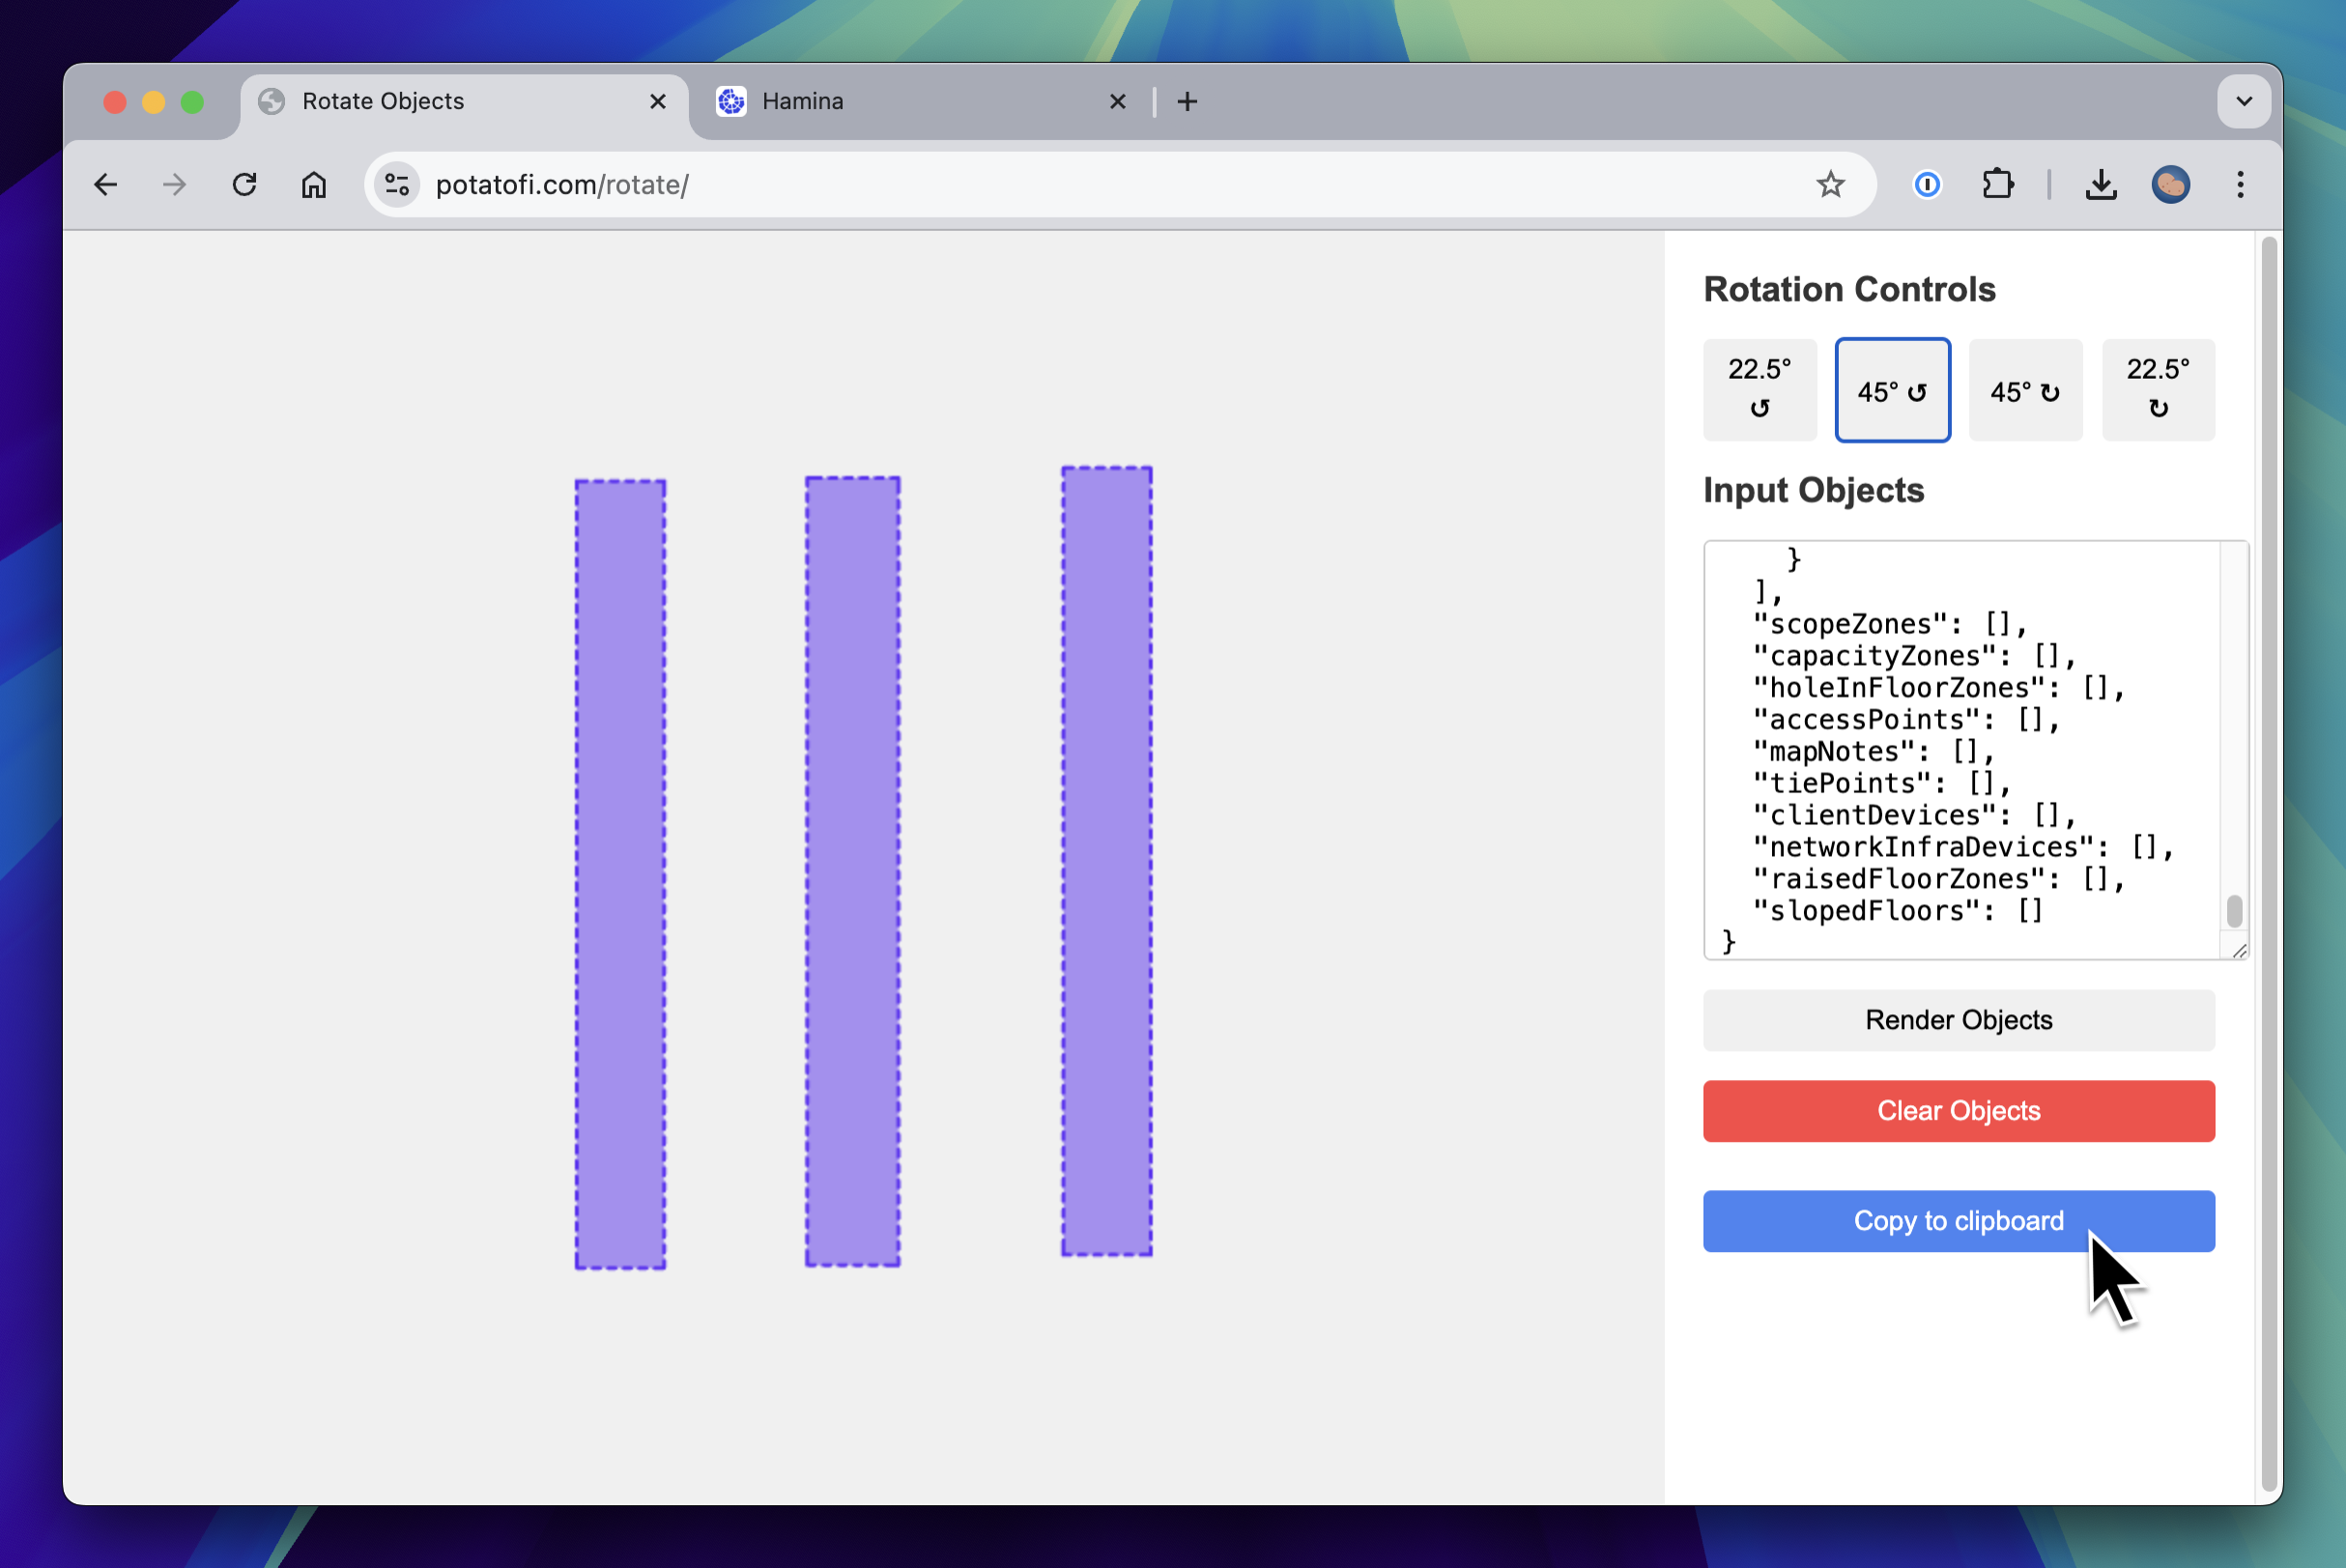 Rotate Objects
Hamina
potatofi.com/rotate/
Rotation Controls
22.5° ↺
45° ↺
45° ↻
22.5° ↻
Input Objects
}
],
"scopeZones": [],
"capacityZones": [],
"holeInFloorZones": [],
"accessPoints": [],
"mapNotes": [],
"tiePoints": [],
"clientDevices": [],
"networkInfraDevices": [],
"raisedFloorZones": [],
"slopedFloors": []
}
Render Objects
Clear Objects
Copy to clipboard